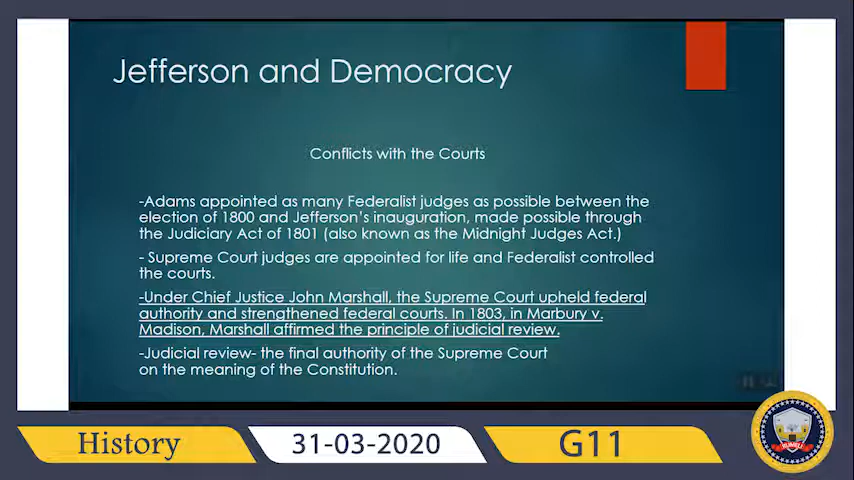 Jefferson and Democracy
Conflicts with the Courts
-Adams appointed as many Federalist judges as possible between the
election of 1800 and Jefferson's inauguration, made possible through
the Judiciary Act of 1801 (also known as the Midnight Judges Act.)
- Supreme Court judges are appointed for life and Federalist controlled
the courts.
-Under Chief Justice John Marshall, the Supreme Court upheld federal
authority and strengthened federal courts. In 1803, in Marbury v.
Madison, Marshall affirmed the principle of judicial review.
-Judicial review- the final authority of the Supreme Court
on the meaning of the Constitution.
History
31-03-2020
G11